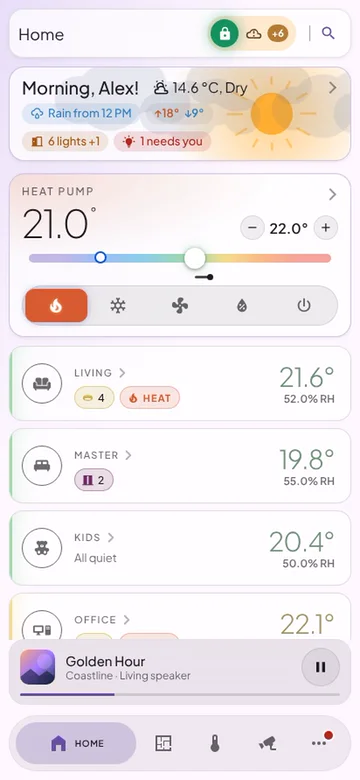 Home
+6
Morning, Alex! 14.6 °C, Dry
Rain from 12 PM ↑18° ↓9°
6 lights +1 1 needs you
HEAT PUMP
21.0°
− 22.0° +
LIVING
4 HEAT
21.6°
52.0% RH
MASTER
2
19.8°
55.0% RH
KIDS
All quiet
20.4°
50.0% RH
OFFICE
22.1°
Golden Hour
Coastline · Living speaker
HOME